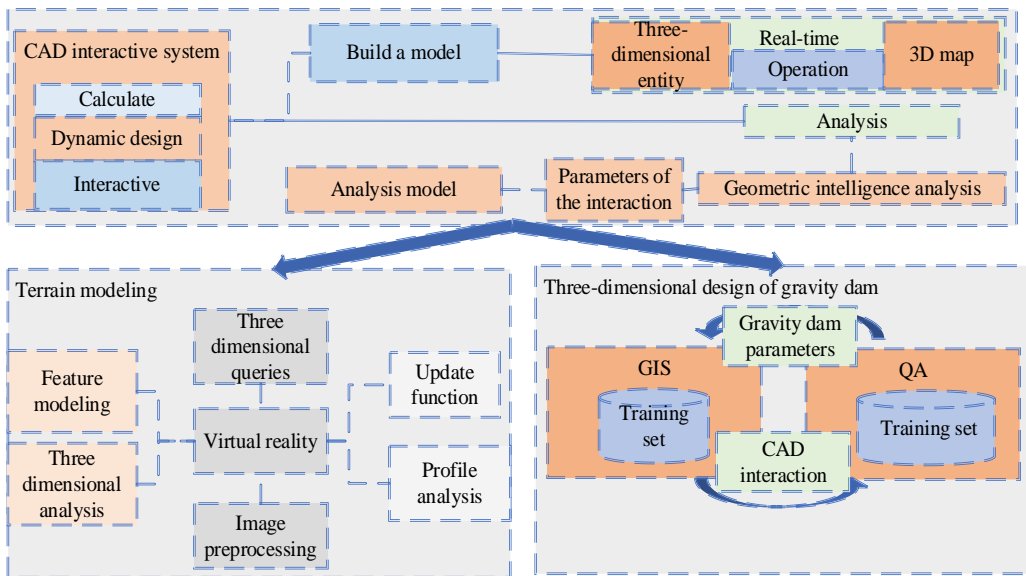 CAD interactive system
Calculate
Dynamic design
Interactive
Build a model
Three-
dimensional
entity
Real-time
Operation
3D map
Analysis
Analysis model
Parameters of
the interaction
Geometric intelligence analysis
Terrain modeling
Three
dimensional
queries
Feature
modeling
Update
function
Virtual reality
Three
dimensional
analysis
Profile
analysis
Image
preprocessing
Three-dimensional design of gravity dam
Gravity dam
parameters
GIS
QA
Training
set
Training set
CAD
interaction